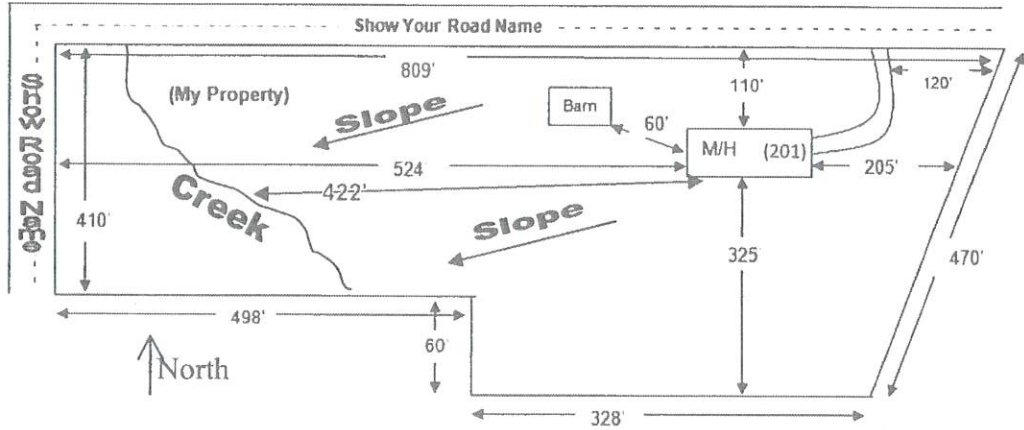 Show Your Road Name
Show Road Name
809'
(My Property)
Slope
Barn
110'
120'
60'
M/H (201)
524
422'
205'
Creek
410'
Slope
325
470'
498'
60'
North
328'